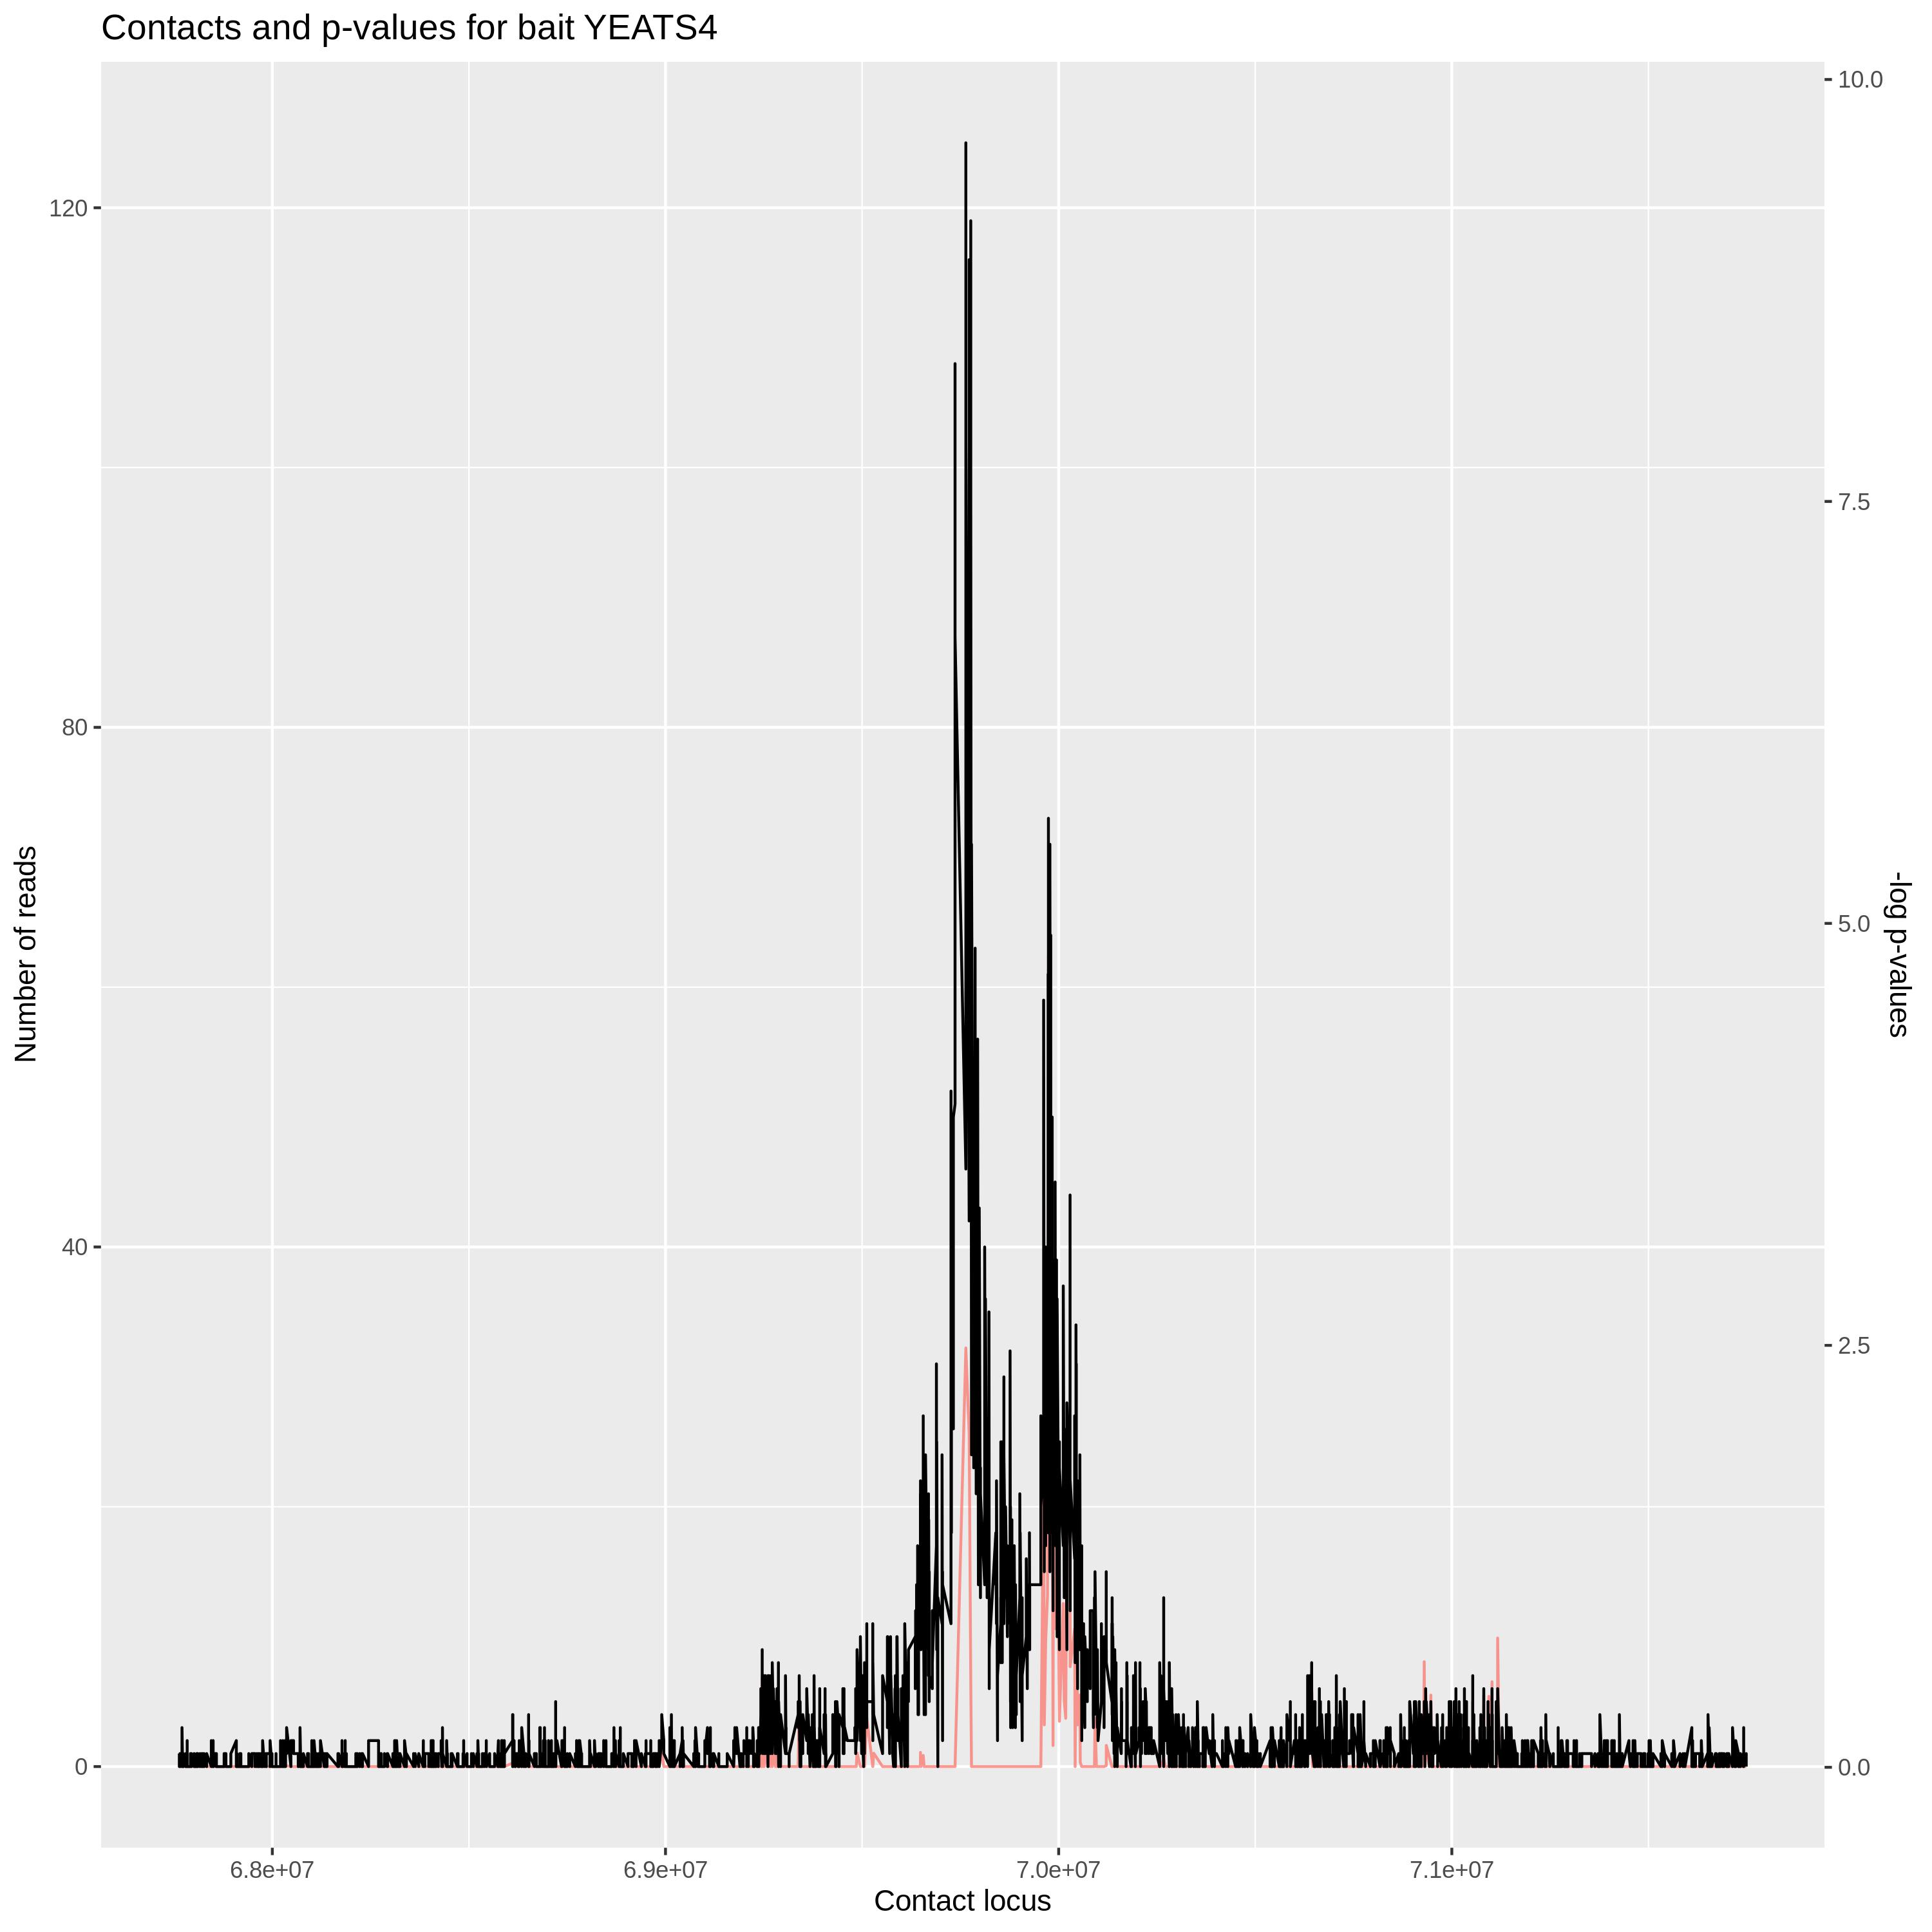 Contacts and p-values for bait YEATS4
120
80
40
0
10.0
7.5
5.0
2.5
0.0
Number of reads
-log p-values
6.8e+07
6.9e+07
7.0e+07
7.1e+07
Contact locus